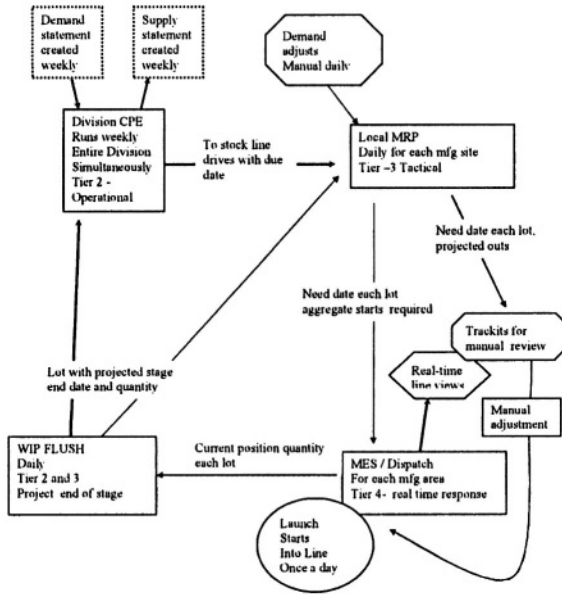 Demand
statement
created
weekly
Supply
statement
created
weekly
Demand
adjusts
Manual daily
Division CPE
Runs weekly
Entire Division
Simultaneously
Tier 2 -
Operational
To stock line
drives with due
date
Local MRP
Daily for each mfg site
Tier –3 Tactical
Need date each lot,
projected outs
Need date each lot
aggregate starts required
Trackits for
manual review
Real-time
line views
Manual
adjustment
Lot with projected stage
end date and quantity
WIP FLUSH
Daily
Tier 2 and 3
Project end of stage
Current position quantity
each lot
MES / Dispatch
For each mfg area
Tier 4- real time response
Launch
Starts
Into Line
Once a day